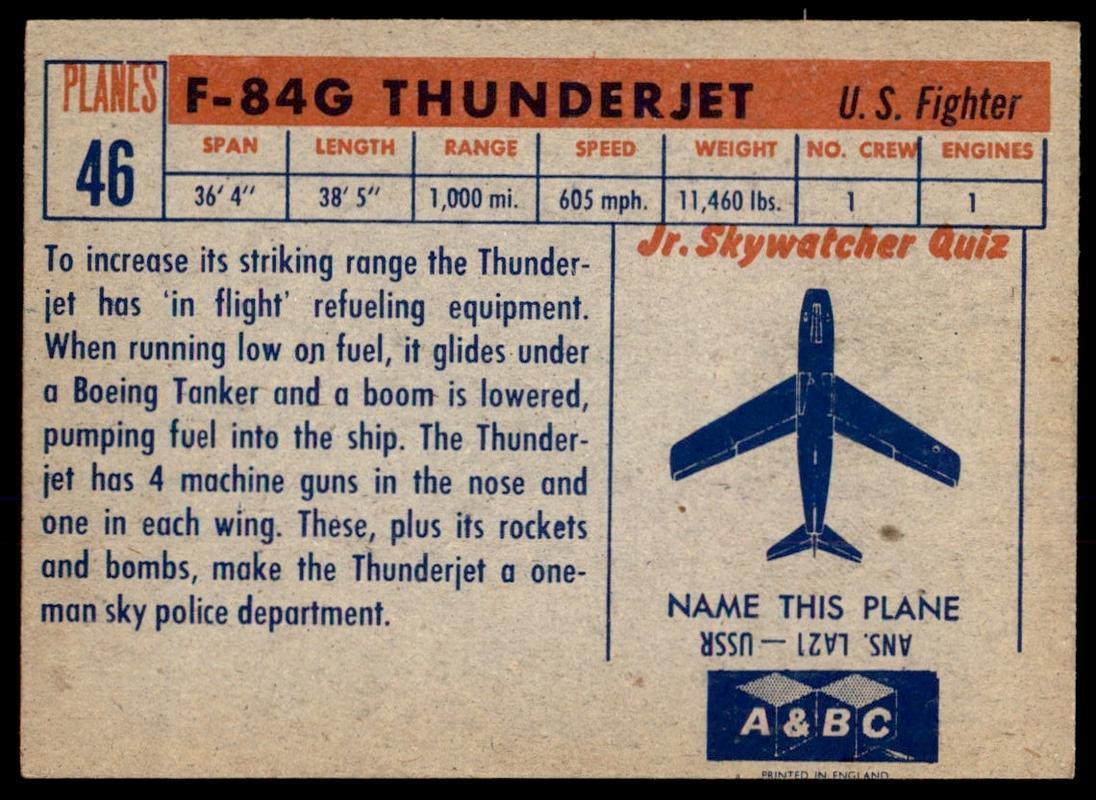 PLANES
46
F-84G THUNDERJET U. S. Fighter
SPAN LENGTH RANGE SPEED WEIGHT NO. CREW ENGINES
36′ 4″ 38′ 5″ 1,000 mi. 605 mph. 11,460 lbs. 1 1
To increase its striking range the Thunder-
jet has 'in flight' refueling equipment.
When running low on fuel, it glides under
a Boeing Tanker and a boom is lowered,
pumping fuel into the ship. The Thunder-
jet has 4 machine guns in the nose and
one in each wing. These, plus its rockets
and bombs, make the Thunderjet a one-
man sky police department.
Jr. Skywatcher Quiz
NAME THIS PLANE
ANS. LA21 — USSR
A & B C
PRINTED IN ENGLAND